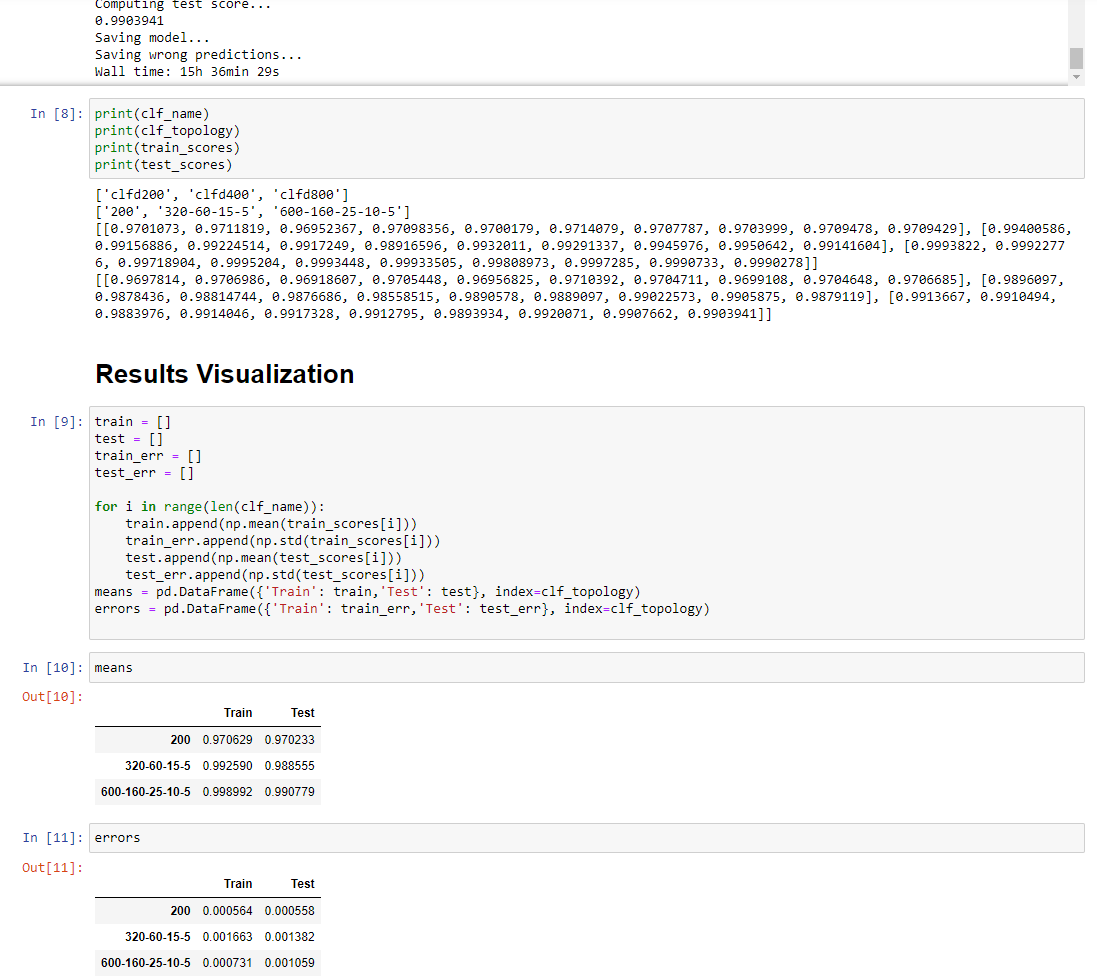 Computing test score...
0.9903941
Saving model...
Saving wrong predictions...
Wall time: 15h 36min 29s
In [8]:
print(clf_name)
print(clf_topology)
print(train_scores)
print(test_scores)
['clfd200', 'clfd400', 'clfd800']
['200', '320-60-15-5', '600-160-25-10-5']
[[0.9701073, 0.9711819, 0.96952367, 0.97098356, 0.9700179, 0.9714079, 0.9707787, 0.9703999, 0.9709478, 0.9709429], [0.99400586,
0.99156886, 0.99224514, 0.9917249, 0.98916596, 0.9932011, 0.99291337, 0.9945976, 0.9950642, 0.99141604], [0.9993822, 0.9992277
6, 0.99718904, 0.9995204, 0.9993448, 0.99933505, 0.99808973, 0.9997285, 0.9990733, 0.9990278]]
[[0.9697814, 0.9706986, 0.96918607, 0.9705448, 0.96956825, 0.9710392, 0.9704711, 0.9699108, 0.9704648, 0.9706685], [0.9896097,
0.9878436, 0.98814744, 0.9876686, 0.98558515, 0.9890578, 0.9889097, 0.99022573, 0.9905875, 0.9879119], [0.9913667, 0.9910494,
0.9883976, 0.9914046, 0.9917328, 0.9912795, 0.9893934, 0.9920071, 0.9907662, 0.9903941]]
Results Visualization
In [9]:
train = []
test = []
train_err = []
test_err = []
for i in range(len(clf_name)):
    train.append(np.mean(train_scores[i]))
    train_err.append(np.std(train_scores[i]))
    test.append(np.mean(test_scores[i]))
    test_err.append(np.std(test_scores[i]))
means = pd.DataFrame({'Train': train,'Test': test}, index=clf_topology)
errors = pd.DataFrame({'Train': train_err,'Test': test_err}, index=clf_topology)
In [10]: means
Out[10]:
Train Test
200 0.970629 0.970233
320-60-15-5 0.992590 0.988555
600-160-25-10-5 0.998992 0.990779
In [11]: errors
Out[11]:
Train Test
200 0.000564 0.000558
320-60-15-5 0.001663 0.001382
600-160-25-10-5 0.000731 0.001059